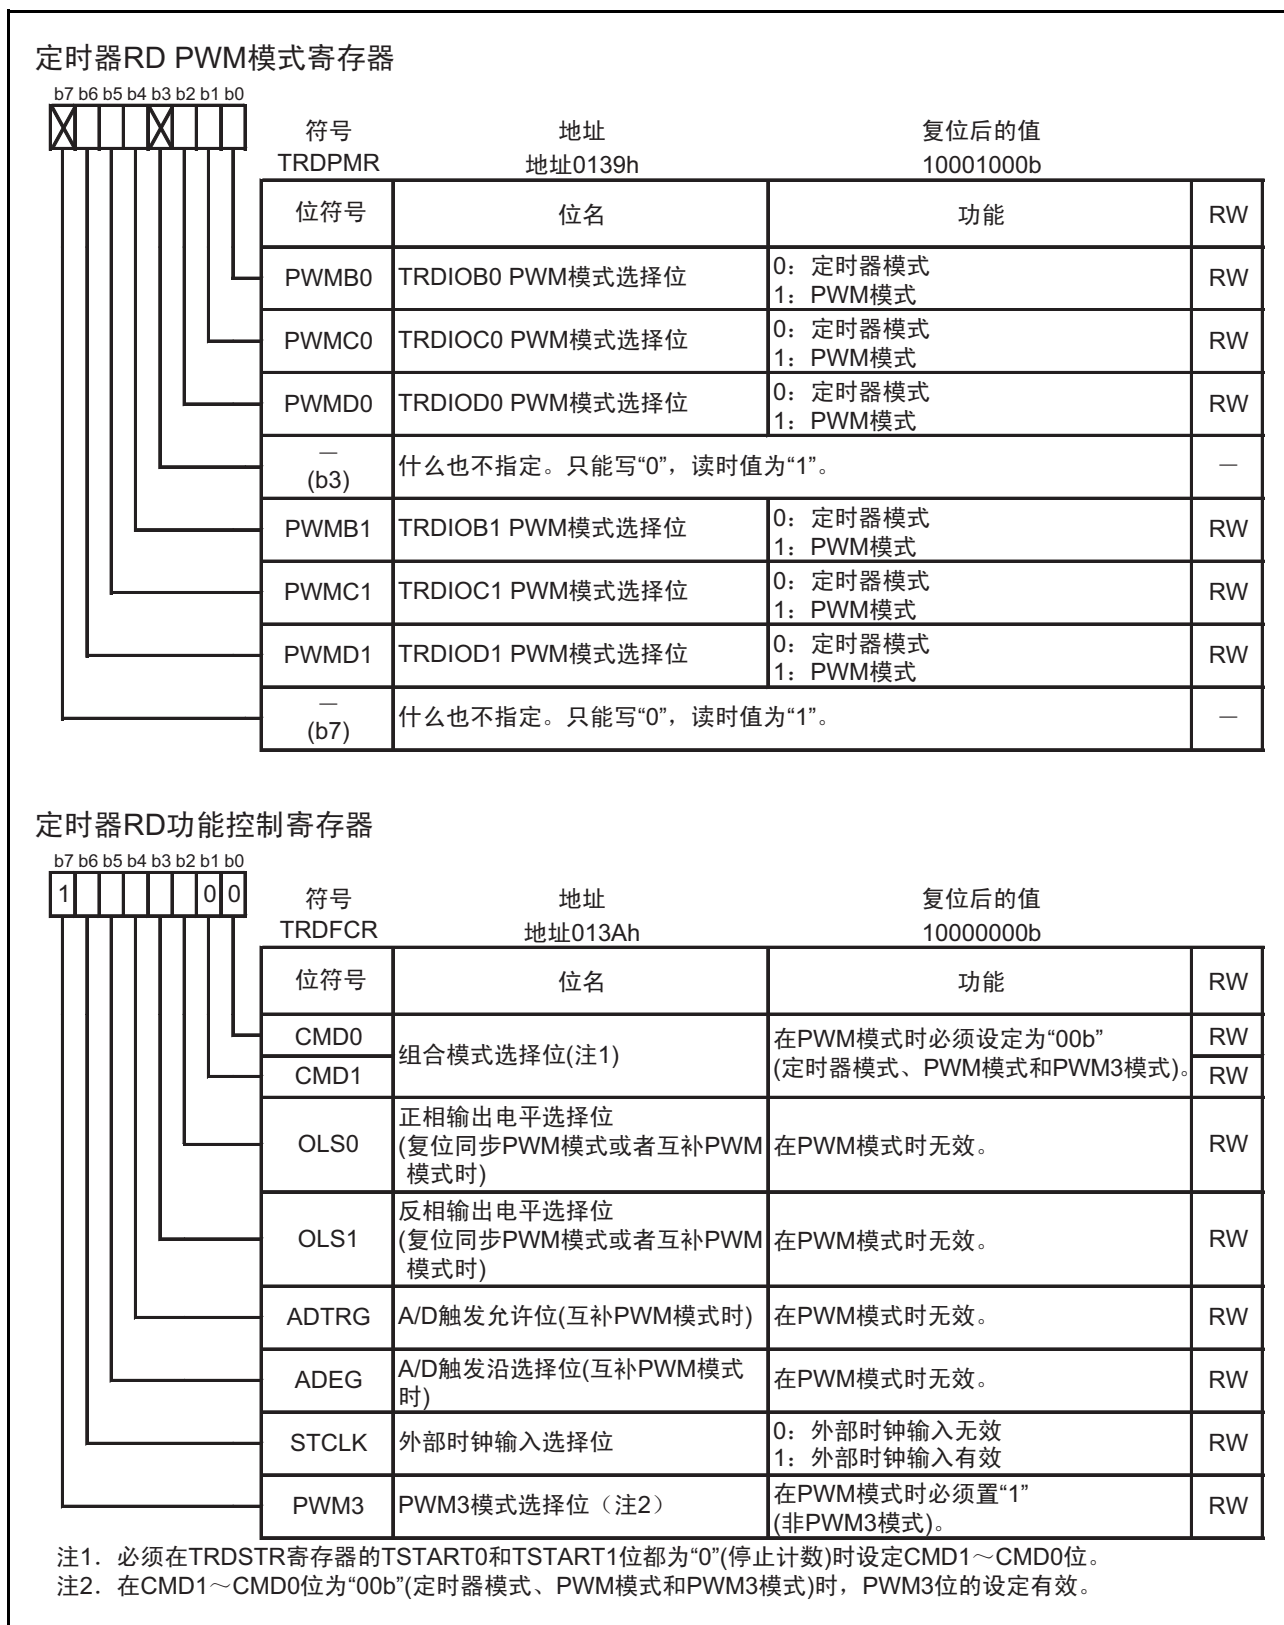 定时器RD PWM模式寄存器
b7 b6 b5 b4 b3 b2 b1 b0
符号 地址 复位后的值
TRDPMR 地址0139h 10001000b
位符号 位名 功能 RW
PWMB0 TRDIOB0 PWM模式选择位 0：定时器模式 RW
1：PWM模式
PWMC0 TRDIOC0 PWM模式选择位 0：定时器模式 RW
1：PWM模式
PWMD0 TRDIOD0 PWM模式选择位 0：定时器模式 RW
1：PWM模式
— 什么也不指定。只能写“0”，读时值为“1”。 —
(b3)
PWMB1 TRDIOB1 PWM模式选择位 0：定时器模式 RW
1：PWM模式
PWMC1 TRDIOC1 PWM模式选择位 0：定时器模式 RW
1：PWM模式
PWMD1 TRDIOD1 PWM模式选择位 0：定时器模式 RW
1：PWM模式
— 什么也不指定。只能写“0”，读时值为“1”。 —
(b7)
定时器RD功能控制寄存器
b7 b6 b5 b4 b3 b2 b1 b0
1 0 0
符号 地址 复位后的值
TRDFCR 地址013Ah 10000000b
位符号 位名 功能 RW
CMD0 组合模式选择位(注1) 在PWM模式时必须设定为“00b” RW
CMD1 (定时器模式、PWM模式和PWM3模式)。 RW
正相输出电平选择位
OLS0 (复位同步PWM模式或者互补PWM 在PWM模式时无效。 RW
模式时)
反相输出电平选择位
OLS1 (复位同步PWM模式或者互补PWM 在PWM模式时无效。 RW
模式时)
ADTRG A/D触发允许位(互补PWM模式时) 在PWM模式时无效。 RW
ADEG A/D触发沿选择位(互补PWM模式 在PWM模式时无效。 RW
时)
STCLK 外部时钟输入选择位 0：外部时钟输入无效 RW
1：外部时钟输入有效
PWM3 PWM3模式选择位（注2） 在PWM模式时必须置“1” RW
(非PWM3模式)。
注1．必须在TRDSTR寄存器的TSTART0和TSTART1位都为“0”(停止计数)时设定CMD1～CMD0位。
注2．在CMD1～CMD0位为“00b”(定时器模式、PWM模式和PWM3模式)时，PWM3位的设定有效。